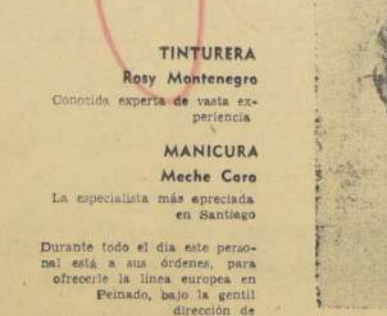 TINTURERA
Rosy Montenegro
Conocida experta de vasta ex-
periencia
MANICURA
Meche Caro
La especialista más apreciada
en Santiago
Durante todo el día este perso-
nal está a sus órdenes, para
ofrecerle la línea europea en
Peinado, bajo la gentil
dirección de